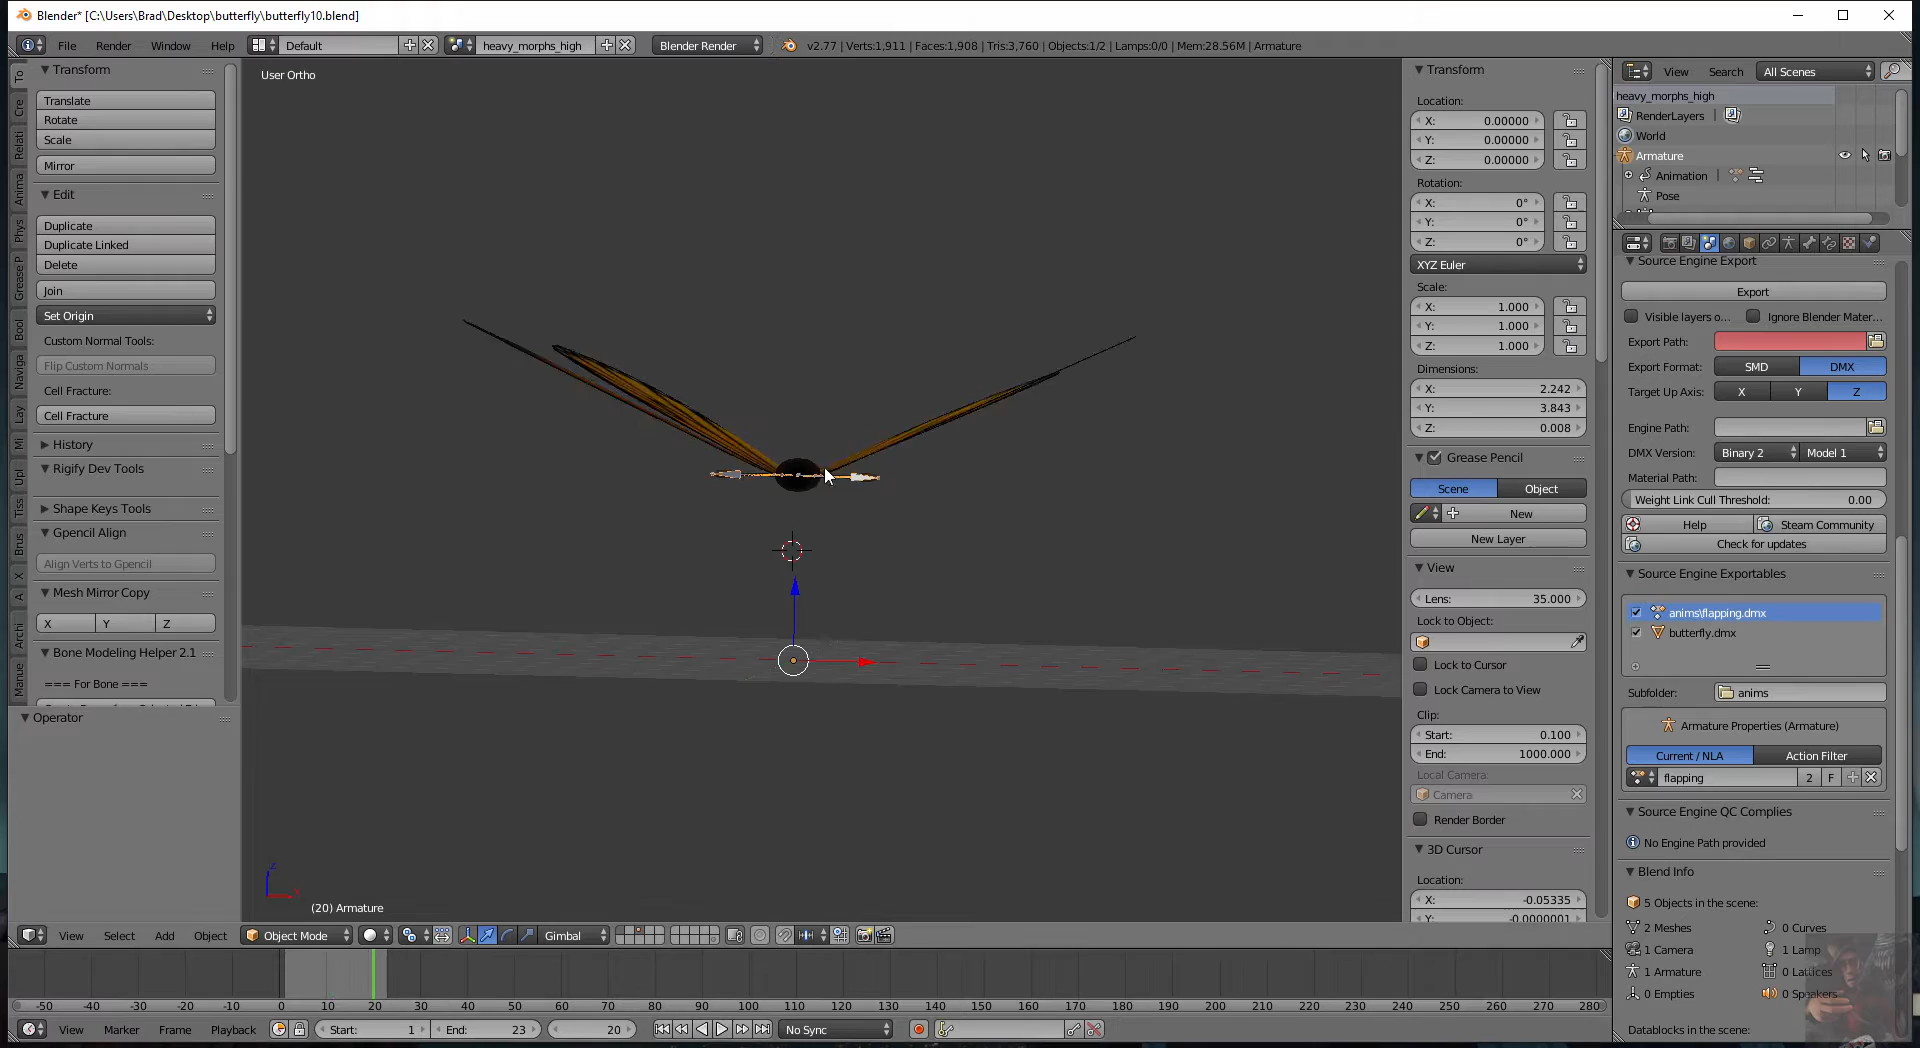 Blender* [C:\Users\Brad\Desktop\butterfly\butterfly10.blend]
File Render Window Help Default heavy_morphs_high Blender Render v2.77 | Verts:1,911 | Faces:1,908 | Tris:3,760 | Objects:1/2 | Lamps:0/0 | Mem:28.56M | Armature
To
Cre
Relati
Anima
Phys
Grease P
Bool
Naviga
Lay
Mi
Upl
Tiss
Brus
X
A
Archi
Manue
Transform
Translate
Rotate
Scale
Mirror
Edit
Duplicate
Duplicate Linked
Delete
Join
Set Origin
Custom Normal Tools:
Flip Custom Normals
Cell Fracture:
Cell Fracture
History
Rigify Dev Tools
Shape Keys Tools
Gpencil Align
Align Verts to Gpencil
Mesh Mirror Copy
X Y Z
Bone Modeling Helper 2.1
=== For Bone ===
Operator
User Ortho
z
x
(20) Armature
Transform
Location:
X: 0.00000
Y: 0.00000
Z: 0.00000
Rotation:
X: 0°
Y: 0°
Z: 0°
XYZ Euler
Scale:
X: 1.000
Y: 1.000
Z: 1.000
Dimensions:
X: 2.242
Y: 3.843
Z: 0.008
Grease Pencil
Scene Object
New
New Layer
View
Lens: 35.000
Lock to Object:
Lock to Cursor
Lock Camera to View
Clip:
Start: 0.100
End: 1000.000
Local Camera:
Camera
Render Border
3D Cursor
Location:
X: -0.05335
Y: -0.0000001
View Search All Scenes
heavy_morphs_high
RenderLayers |
World
Armature
Animation |
Pose
Source Engine Export
Export
Visible layers o... Ignore Blender Mater...
Export Path:
Export Format: SMD DMX
Target Up Axis: X Y Z
Engine Path:
DMX Version: Binary 2 Model 1
Material Path:
Weight Link Cull Threshold: 0.00
Help Steam Community
Check for updates
Source Engine Exportables
anims\flapping.dmx
butterfly.dmx
Subfolder: anims
Armature Properties (Armature)
Current / NLA Action Filter
flapping 2 F
Source Engine QC Complies
No Engine Path provided
Blend Info
5 Objects in the scene:
2 Meshes 0 Curves
1 Camera 1 Lamp
1 Armature 0 Lattices
0 Empties 0 Speakers
Datablocks in the scene:
View Select Add Object Object Mode Gimbal
-50 -40 -30 -20 -10 0 10 20 30 40 50 60 70 80 90 100 110 120 130 140 150 160 170 180 190 200 210 220 230 240 250 260 270 280
View Marker Frame Playback Start: 1 End: 23 20 No Sync